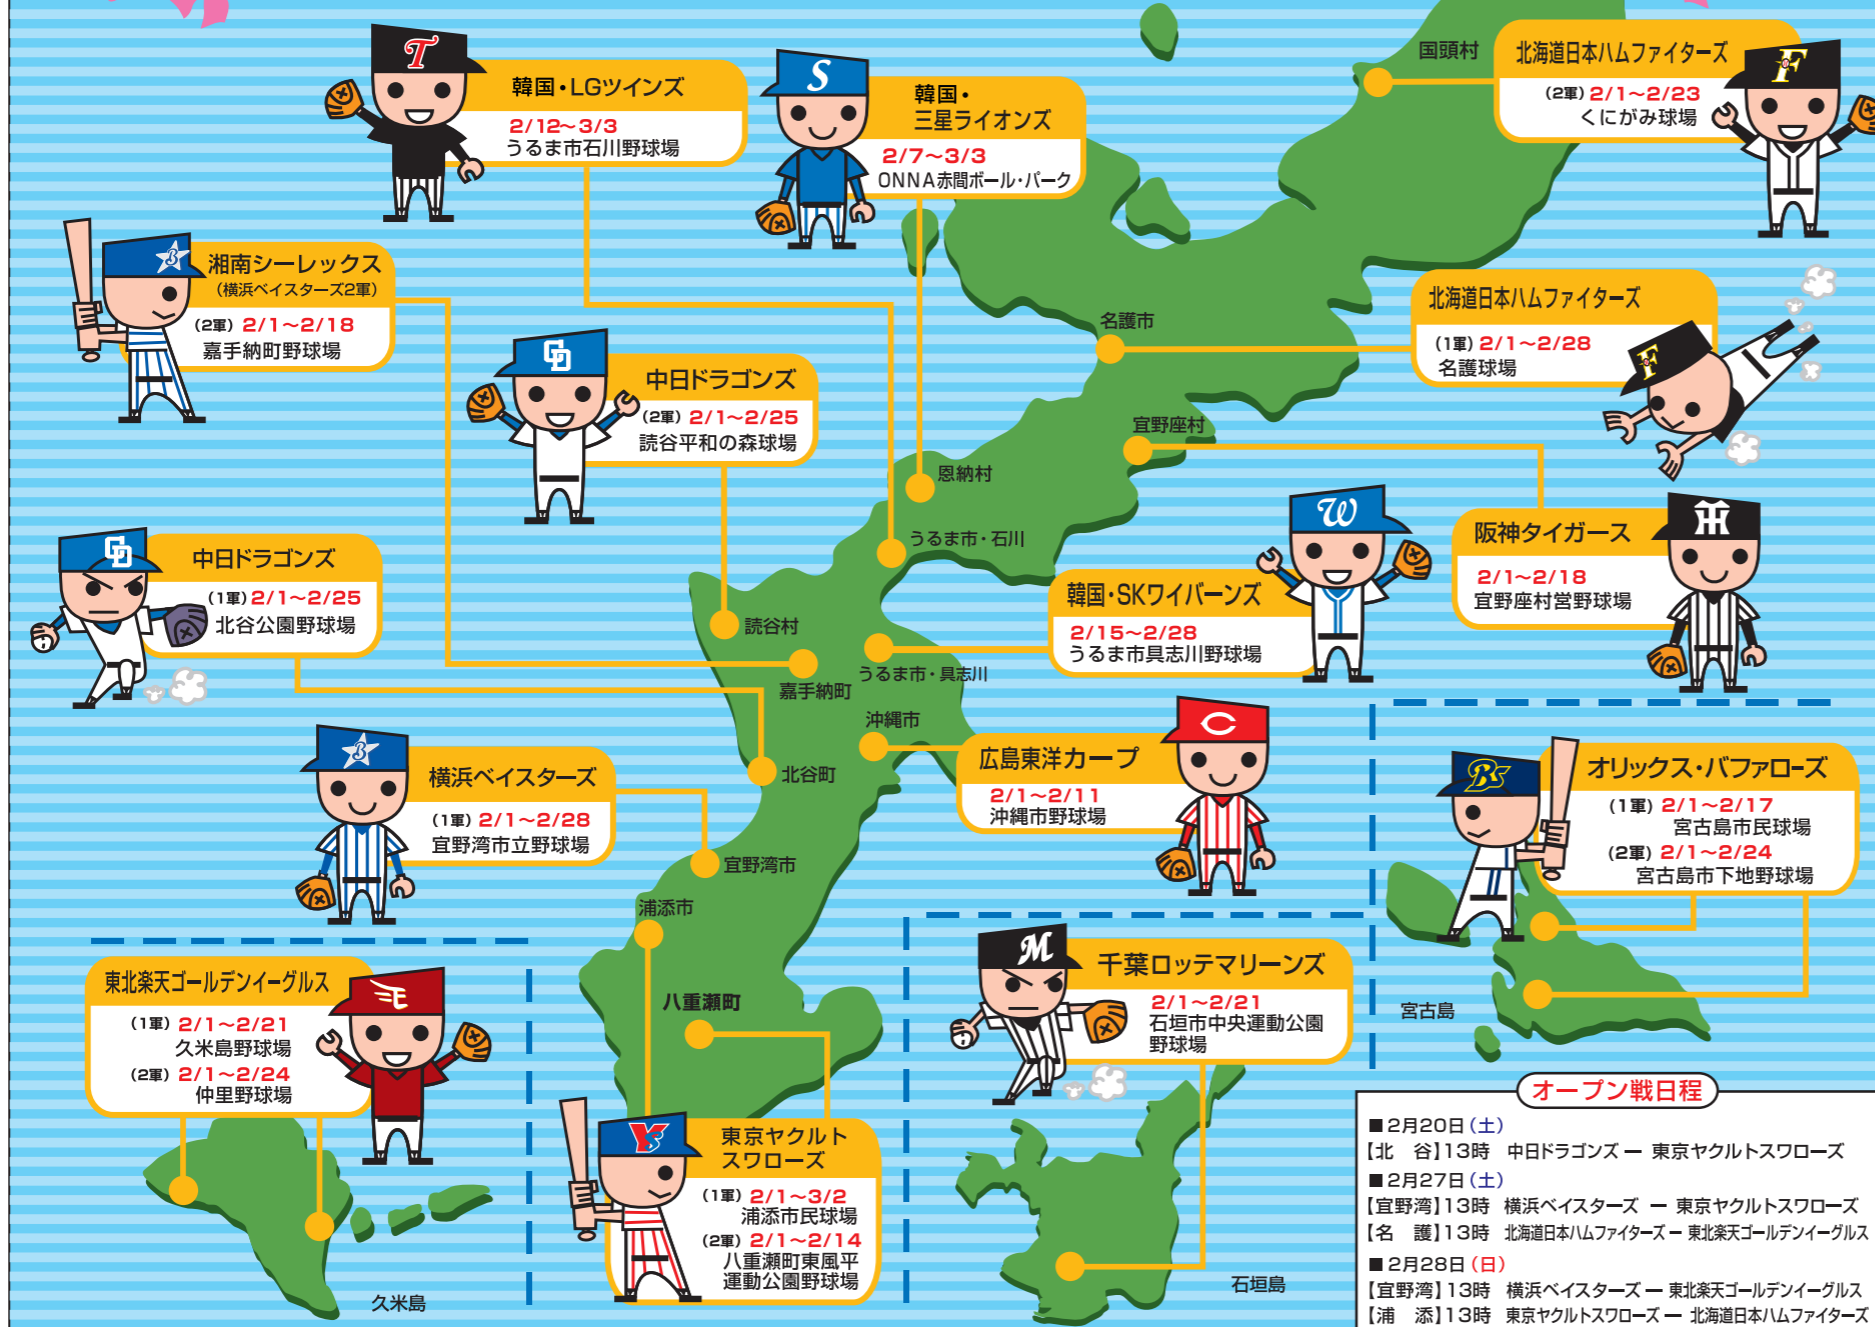 韓国・LGツインズ
2/12～3/3
うるま市石川野球場
韓国・
三星ライオンズ
2/7～3/3
ONNA赤間ボール・パーク
国頭村
北海道日本ハムファイターズ
(2軍) 2/1～2/23
くにがみ球場
湘南シーレックス
(横浜ベイスターズ2軍)
(2軍) 2/1～2/18
嘉手納町野球場
中日ドラゴンズ
(2軍) 2/1～2/25
読谷平和の森球場
名護市
北海道日本ハムファイターズ
(1軍) 2/1～2/28
名護球場
宜野座村
恩納村
うるま市・石川
阪神タイガース
2/1～2/18
宜野座村営野球場
中日ドラゴンズ
(1軍) 2/1～2/25
北谷公園野球場
韓国・SKワイバーンズ
2/15～2/28
うるま市具志川野球場
読谷村
うるま市・具志川
嘉手納町
沖縄市
北谷町
広島東洋カープ
2/1～2/11
沖縄市野球場
横浜ベイスターズ
(1軍) 2/1～2/28
宜野湾市立野球場
宜野湾市
オリックス・バファローズ
(1軍) 2/1～2/17
宮古島市民球場
(2軍) 2/1～2/24
宮古島市下地野球場
宮古島
浦添市
八重瀬町
東北楽天ゴールデンイーグルス
(1軍) 2/1～2/21
久米島野球場
(2軍) 2/1～2/24
仲里野球場
久米島
東京ヤクルト
スワローズ
(1軍) 2/1～3/2
浦添市民球場
(2軍) 2/1～2/14
八重瀬町東風平
運動公園野球場
千葉ロッテマリーンズ
2/1～2/21
石垣市中央運動公園
野球場
石垣島
オープン戦日程
■2月20日(土)
【北　谷】13時 中日ドラゴンズ ー 東京ヤクルトスワローズ
■2月27日(土)
【宜野湾】13時 横浜ベイスターズ ー 東京ヤクルトスワローズ
【名　護】13時 北海道日本ハムファイターズ ー 東北楽天ゴールデンイーグルス
■2月28日(日)
【宜野湾】13時 横浜ベイスターズ ー 東北楽天ゴールデンイーグルス
【浦　添】13時 東京ヤクルトスワローズ ー 北海道日本ハムファイターズ
T
S
F
B
CD
F
CD
W
B
C
Bs
E
Ys
M